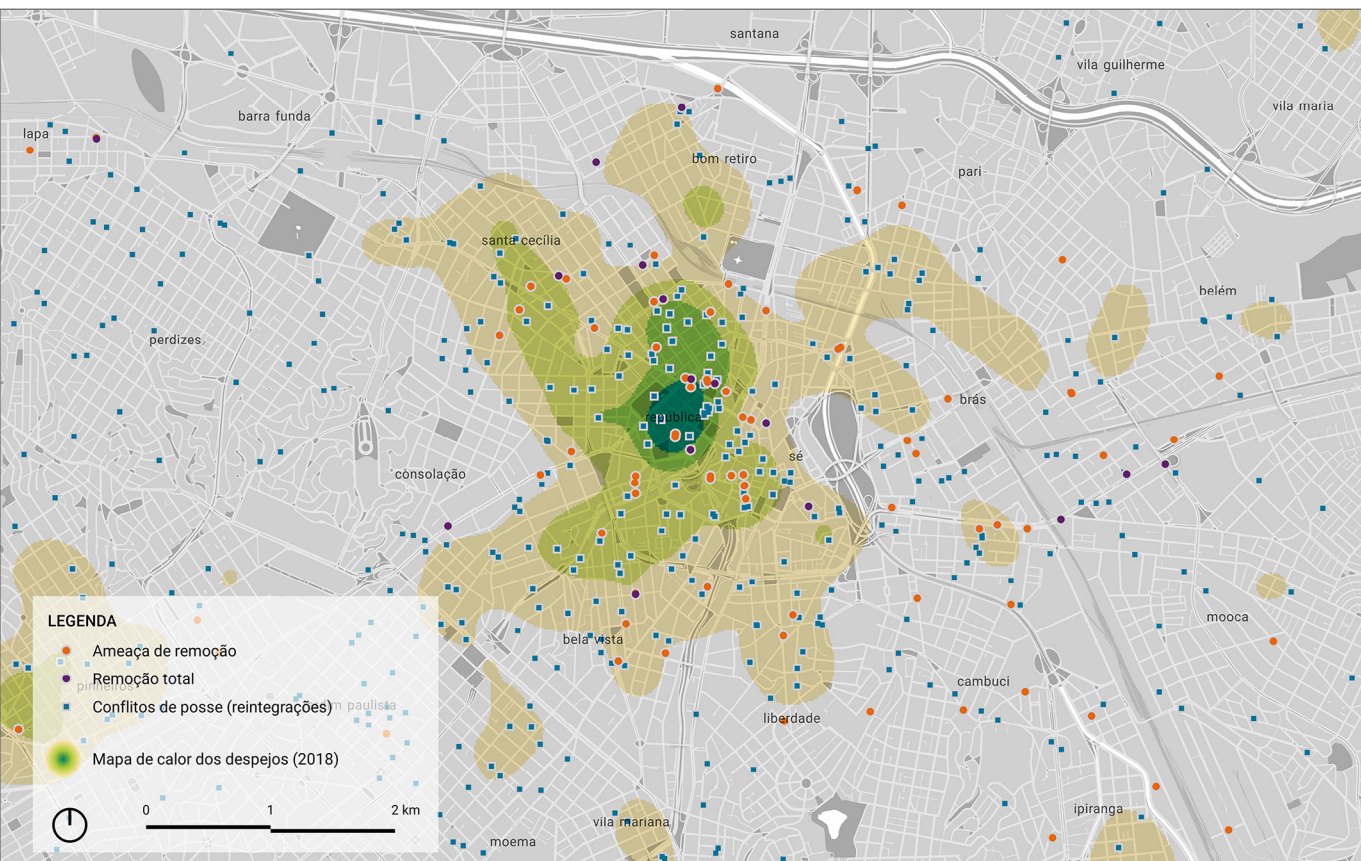 santana
vila guilherme
vila maria
barra funda
lapa
bom retiro
pari
santa cecília
belém
perdizes
brás
república
sé
consolação
LEGENDA
Ameaça de remoção
Remoção total
pinheiros
Conflitos de posse (reintegrações)
Mapa de calor dos despejos (2018)
0 1 2 km
bela vista
mooca
cambuci
liberdade
ipiranga
vila mariana
moema